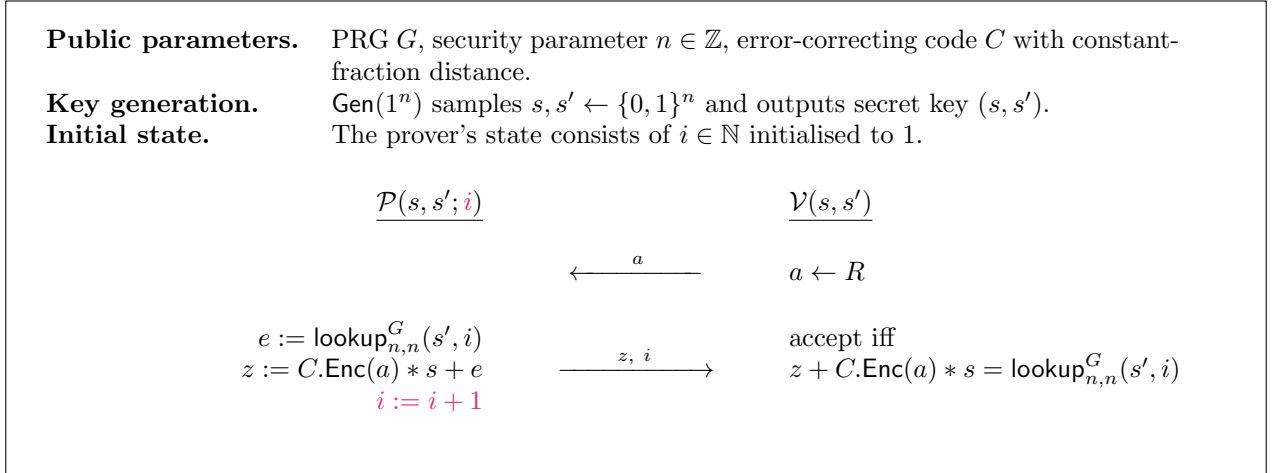 Public parameters. PRG G, security parameter n ∈ ℤ, error-correcting code C with constant-
fraction distance.
Key generation. Gen(1ⁿ) samples s, s′ ← {0, 1}ⁿ and outputs secret key (s, s′).
Initial state. The prover's state consists of i ∈ ℕ initialised to 1.
𝒫(s, s′; i) 𝒱(s, s′)
a
a ← R
e := lookup^G_{n,n}(s′, i) accept iff
z := C.Enc(a) ∗ s + e z, i z + C.Enc(a) ∗ s = lookup^G_{n,n}(s′, i)
i := i + 1